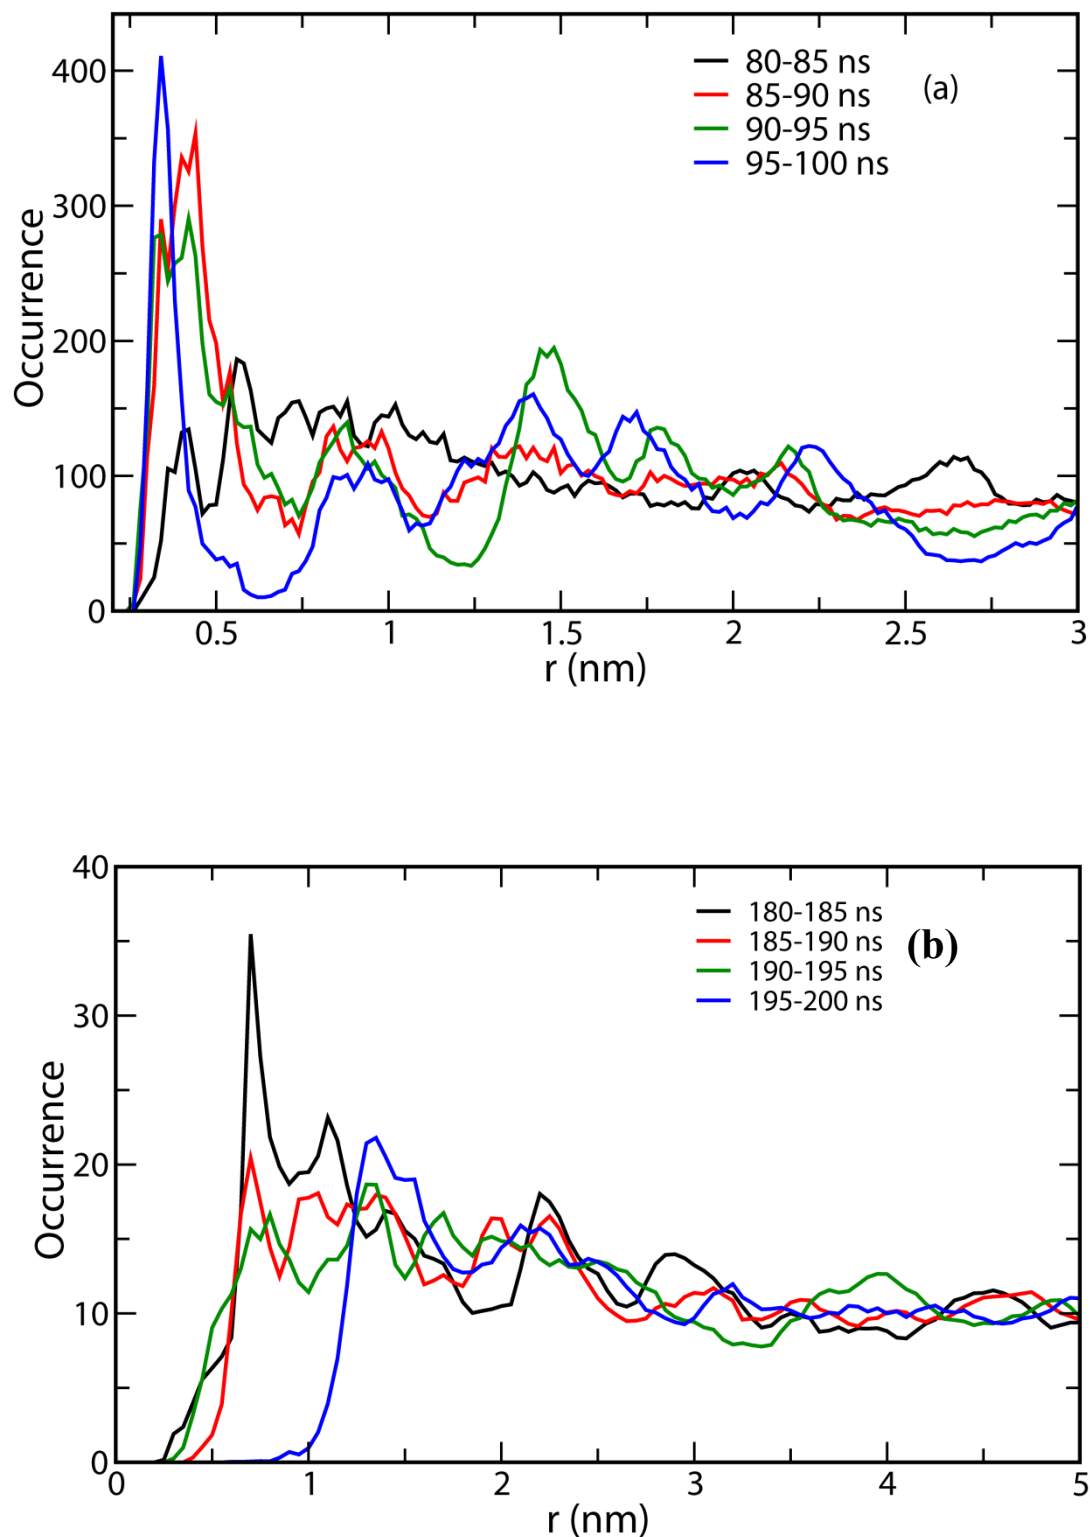 400
300
200
100
0
Occurrence
80-85 ns
85-90 ns
90-95 ns
95-100 ns
(a)
0.5 1 1.5 2 2.5 3
r (nm)
40
30
20
10
0
Occurrence
180-185 ns
185-190 ns
190-195 ns
195-200 ns
(b)
0 1 2 3 4 5
r (nm)